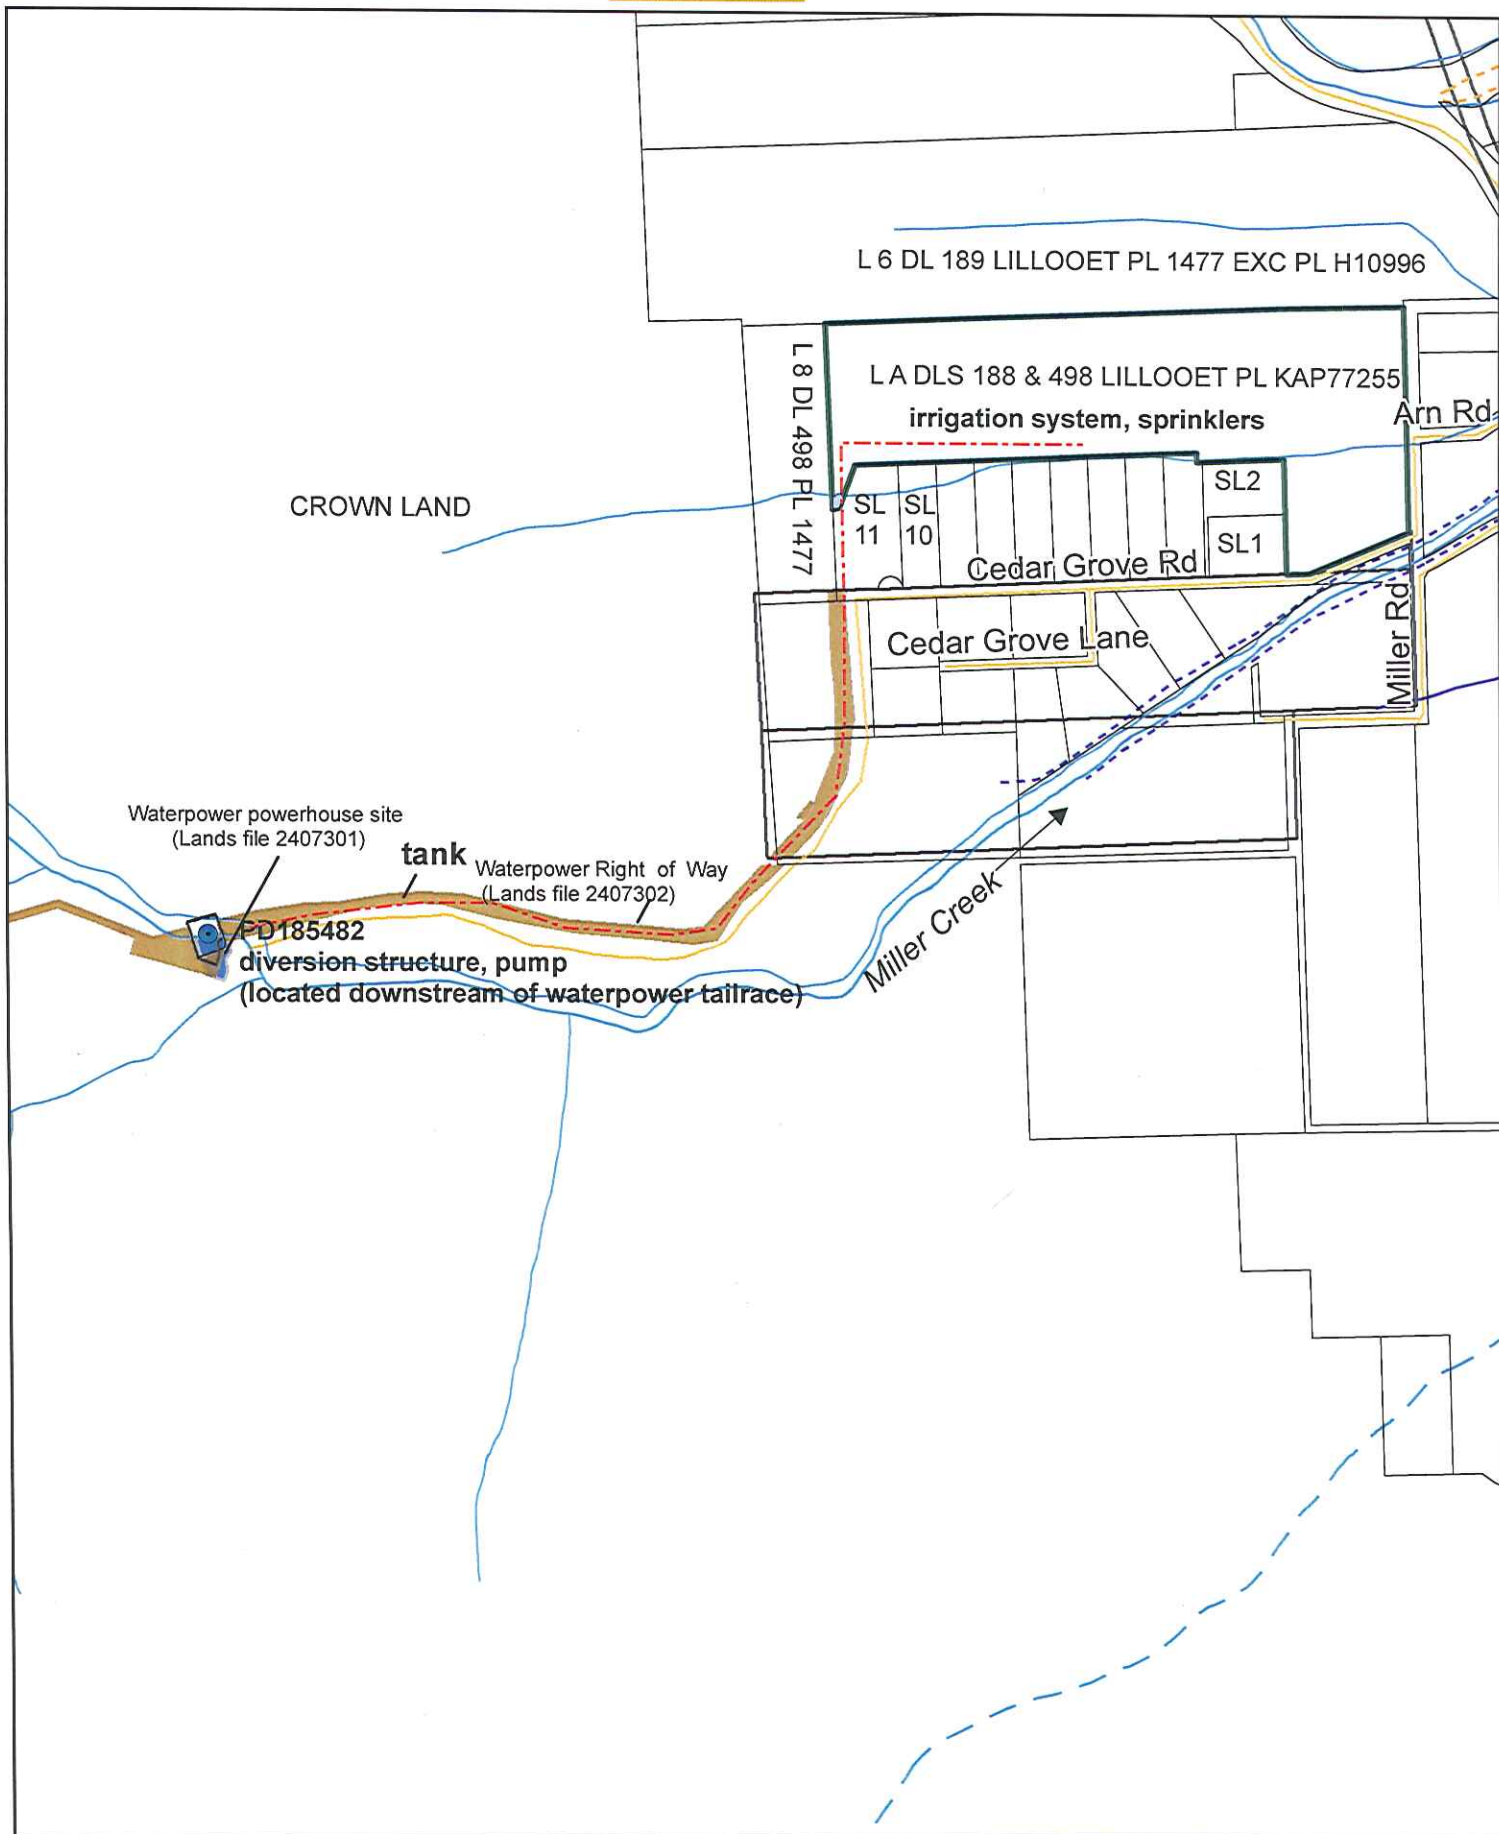 L 6 DL 189 LILLOOET PL 1477 EXC PL H10996
L 8 DL 498 PL 1477
L A DLS 188 & 498 LILLOOET PL KAP77255
irrigation system, sprinklers
Arn Rd
CROWN LAND
SL
11
SL
10
SL2
SL1
Cedar Grove Rd
Cedar Grove Lane
Miller Rd
Waterpower powerhouse site
(Lands file 2407301)
tank
Waterpower Right of Way
(Lands file 2407302)
Miller Creek
PD185482
diversion structure, pump
(located downstream of waterpower tailrace)